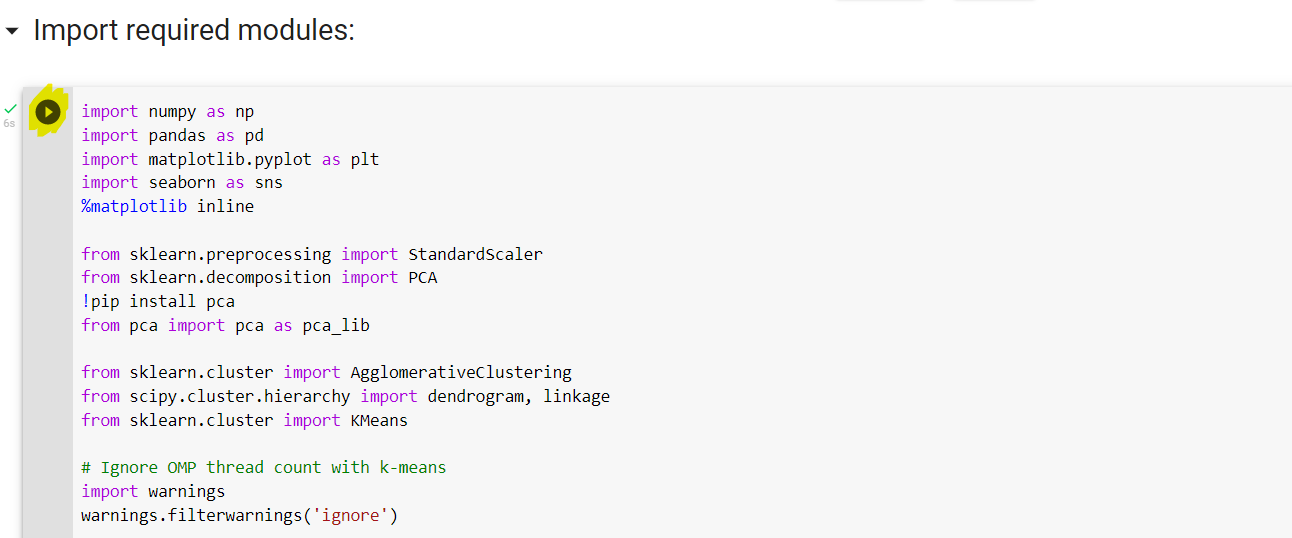 Import required modules:
6s
import numpy as np
import pandas as pd
import matplotlib.pyplot as plt
import seaborn as sns
%matplotlib inline
from sklearn.preprocessing import StandardScaler
from sklearn.decomposition import PCA
!pip install pca
from pca import pca as pca_lib
from sklearn.cluster import AgglomerativeClustering
from scipy.cluster.hierarchy import dendrogram, linkage
from sklearn.cluster import KMeans
# Ignore OMP thread count with k-means
import warnings
warnings.filterwarnings('ignore')